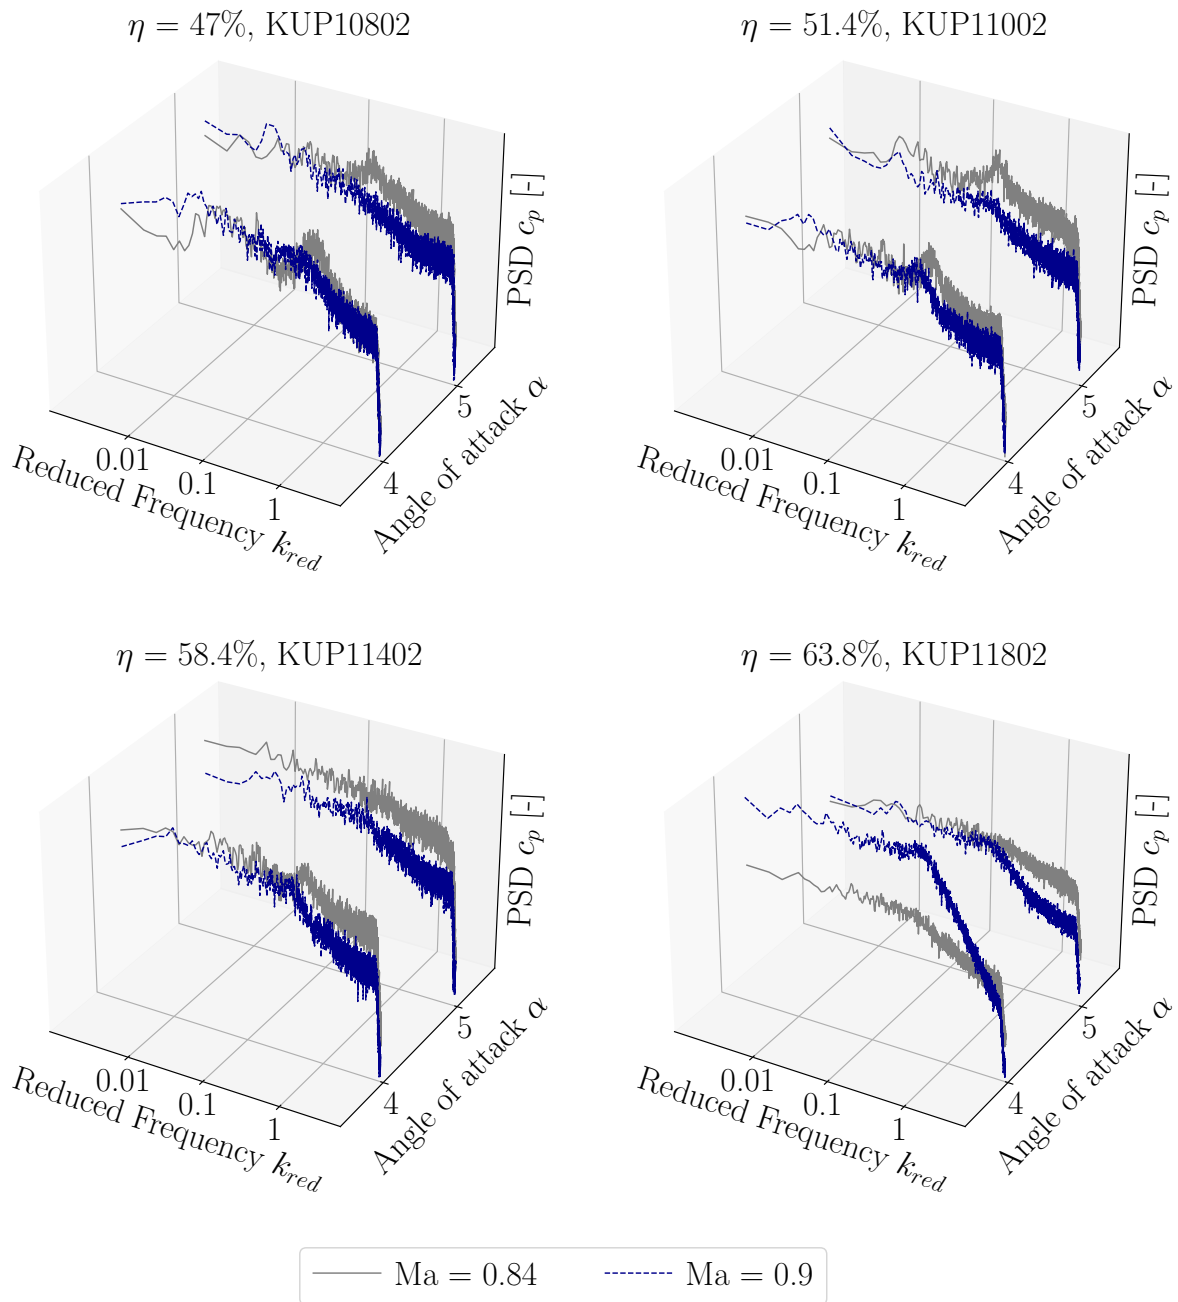 η = 47%, KUP10802
PSD c_p [-]
0.01
0.1
1
Reduced Frequency k_red
4
5
Angle of attack α
η = 51.4%, KUP11002
PSD c_p [-]
0.01
0.1
1
Reduced Frequency k_red
4
5
Angle of attack α
η = 58.4%, KUP11402
PSD c_p [-]
0.01
0.1
1
Reduced Frequency k_red
4
5
Angle of attack α
η = 63.8%, KUP11802
PSD c_p [-]
0.01
0.1
1
Reduced Frequency k_red
4
5
Angle of attack α
Ma = 0.84
Ma = 0.9